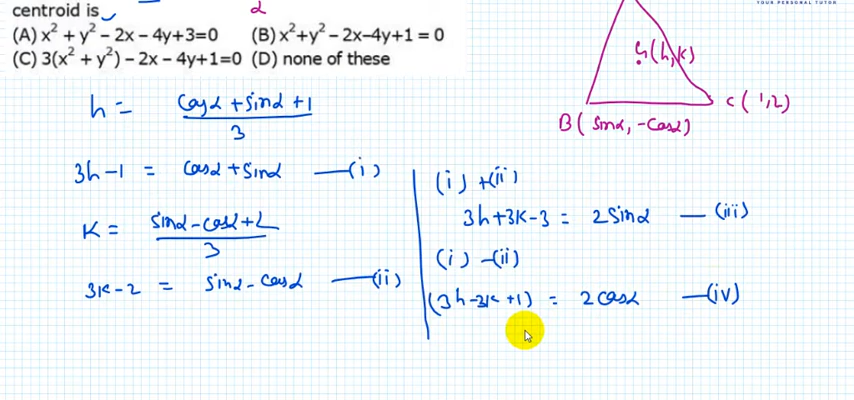 YOUR PERSONAL TUTOR
centroid is
α
(A) x² + y² − 2x − 4y+3=0 (B) x²+y² − 2x−4y+1 = 0
(C) 3(x² + y²) − 2x − 4y+1=0 (D) none of these
G(h,k)
C(1,2)
B(sinα, -cosα)
h = cosα + sinα + 1 / 3
3h-1 = cosα + sinα —(i)
K = sinα - cosα + 2 / 3
3k-2 = sinα - cosα —(ii)
(i) + (ii)
3h+3k-3 = 2sinα —(iii)
(i) - (ii)
(3h-3k+1) = 2cosα —(iv)